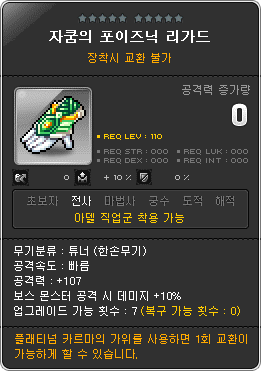 자쿰의 포이즈닉 리가드
장착시 교환 불가
공격력 증가량
0
REQ LEV : 110
REQ STR : 000 REQ LUK : 000
REQ DEX : 000 REQ INT : 000
0 + 10 % 0
초보자 전사 마법사 궁수 도적 해적
아델 직업군 착용 가능
무기분류 : 튜너 (한손무기)
공격속도 : 빠름
공격력 : +107
보스 몬스터 공격 시 데미지 +10%
업그레이드 가능 횟수 : 7 (복구 가능 횟수 : 0)
플래티넘 카르마의 가위를 사용하면 1회 교환이
가능하게 할 수 있습니다.